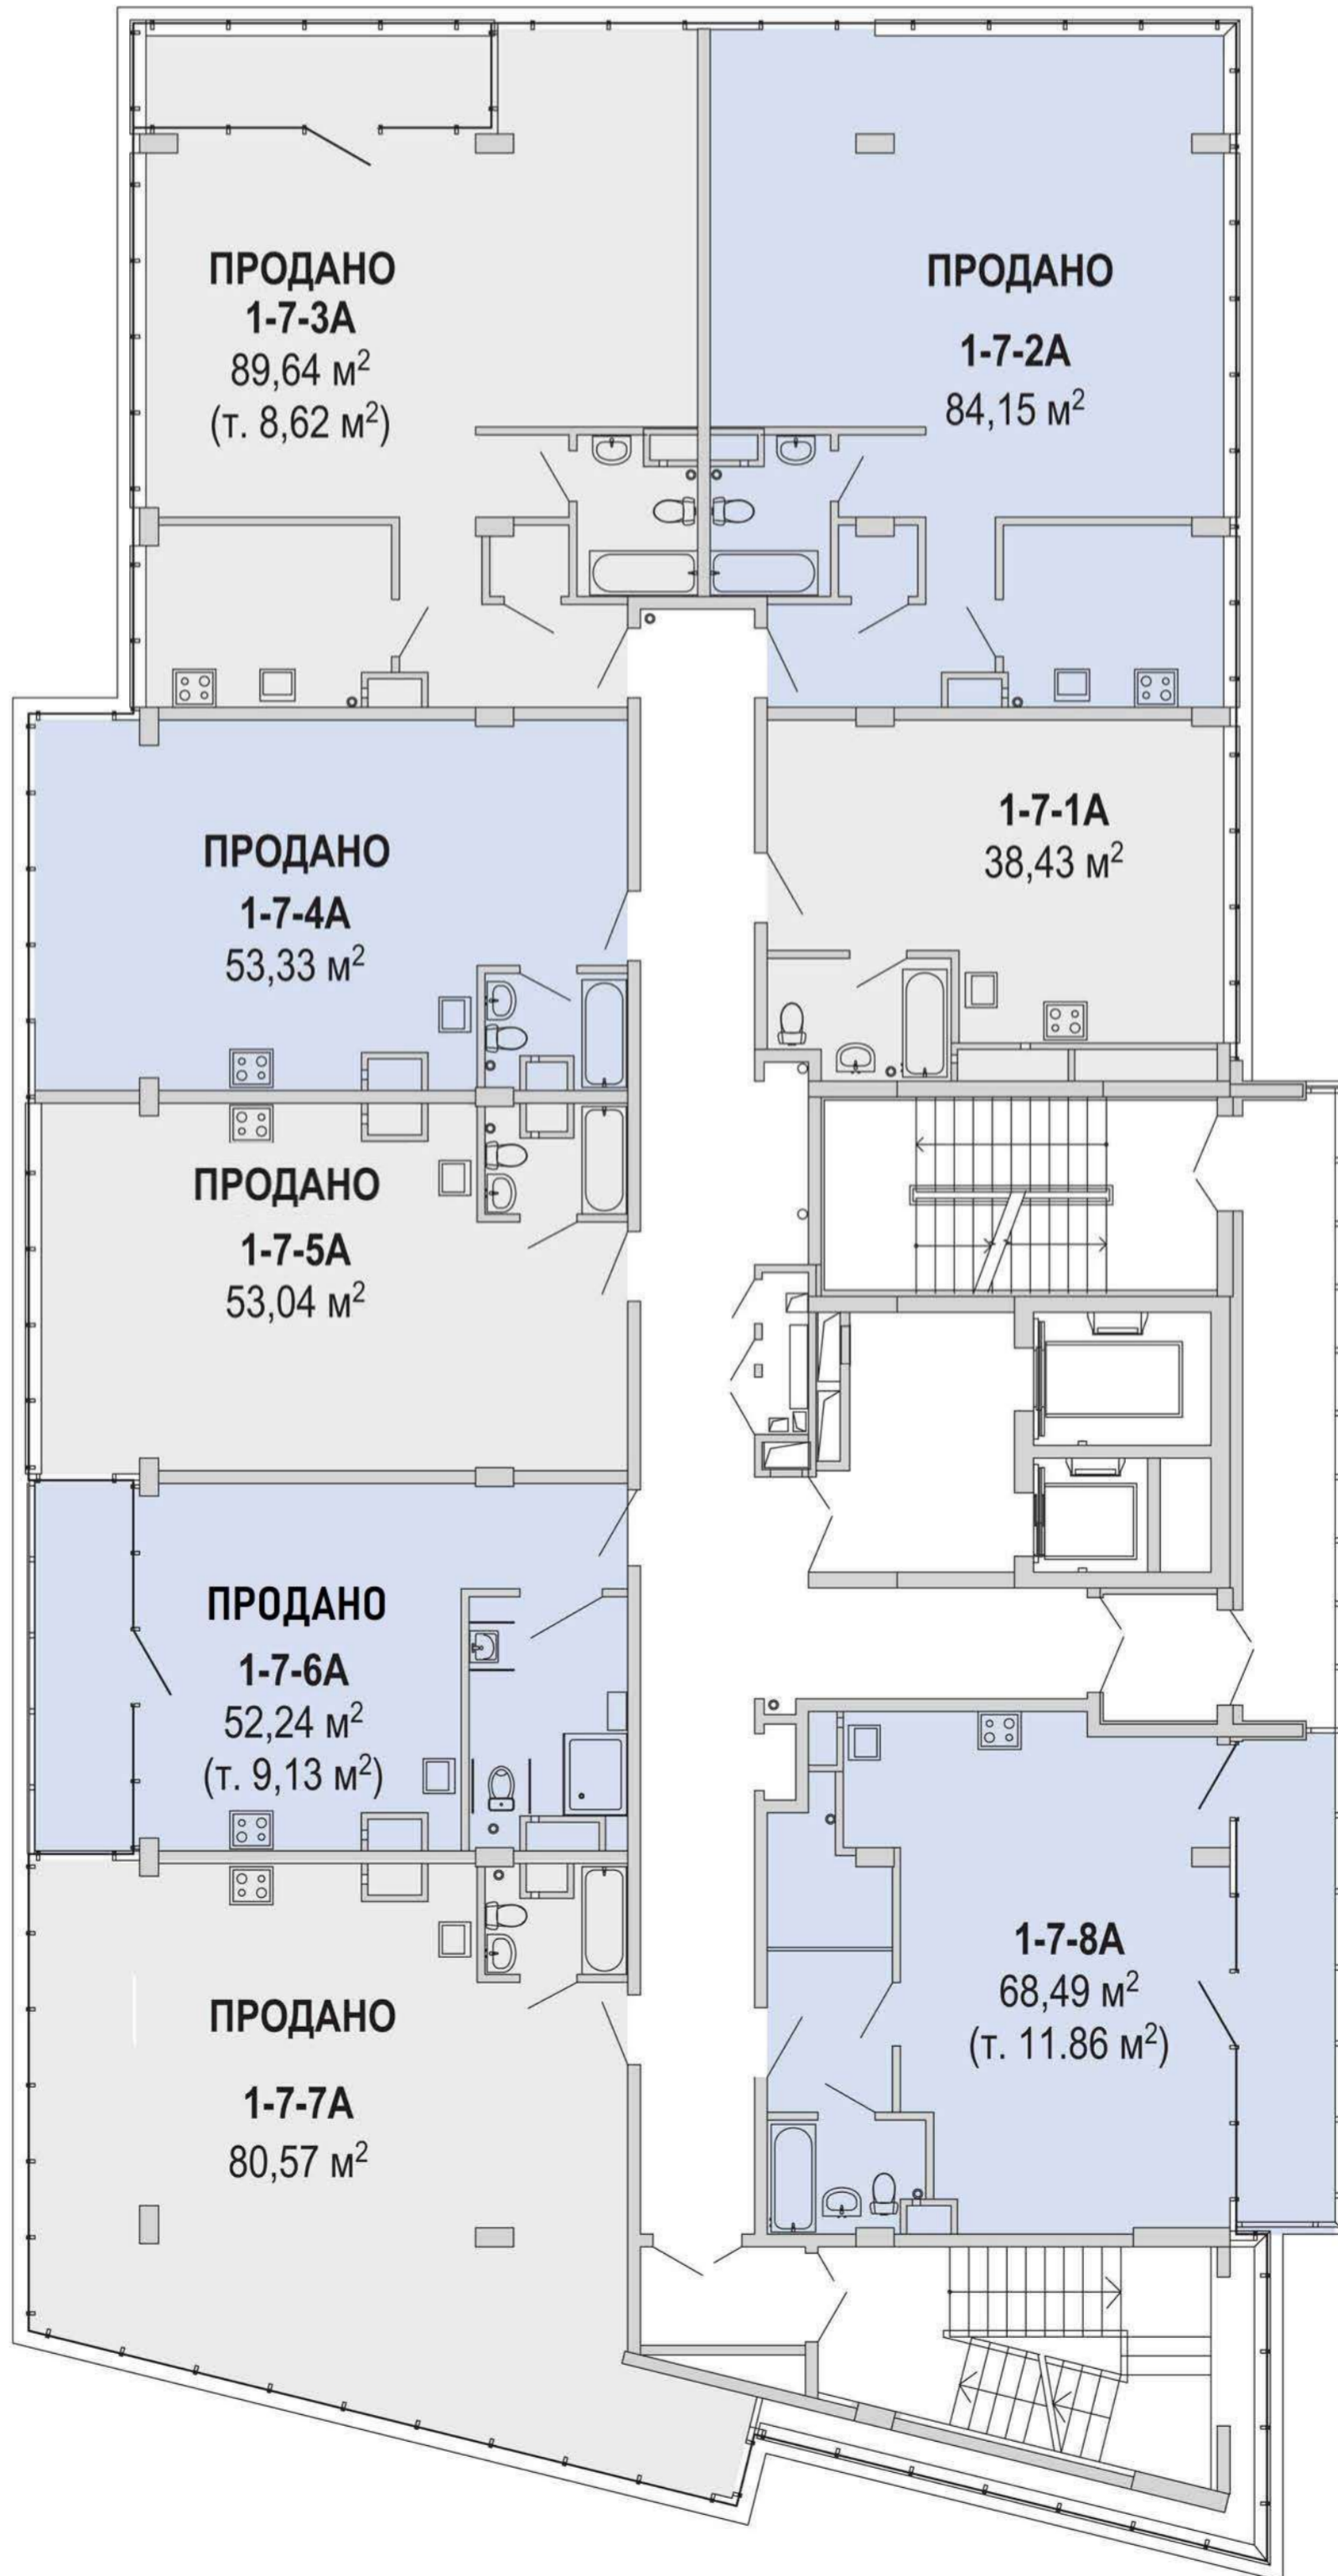 ПРОДАНО
1-7-3А
89,64 м²
(т. 8,62 м²)
ПРОДАНО
1-7-2А
84,15 м²
ПРОДАНО
1-7-4А
53,33 м²
1-7-1А
38,43 м²
ПРОДАНО
1-7-5А
53,04 м²
ПРОДАНО
1-7-6А
52,24 м²
(т. 9,13 м²)
ПРОДАНО
1-7-7А
80,57 м²
1-7-8А
68,49 м²
(т. 11.86 м²)